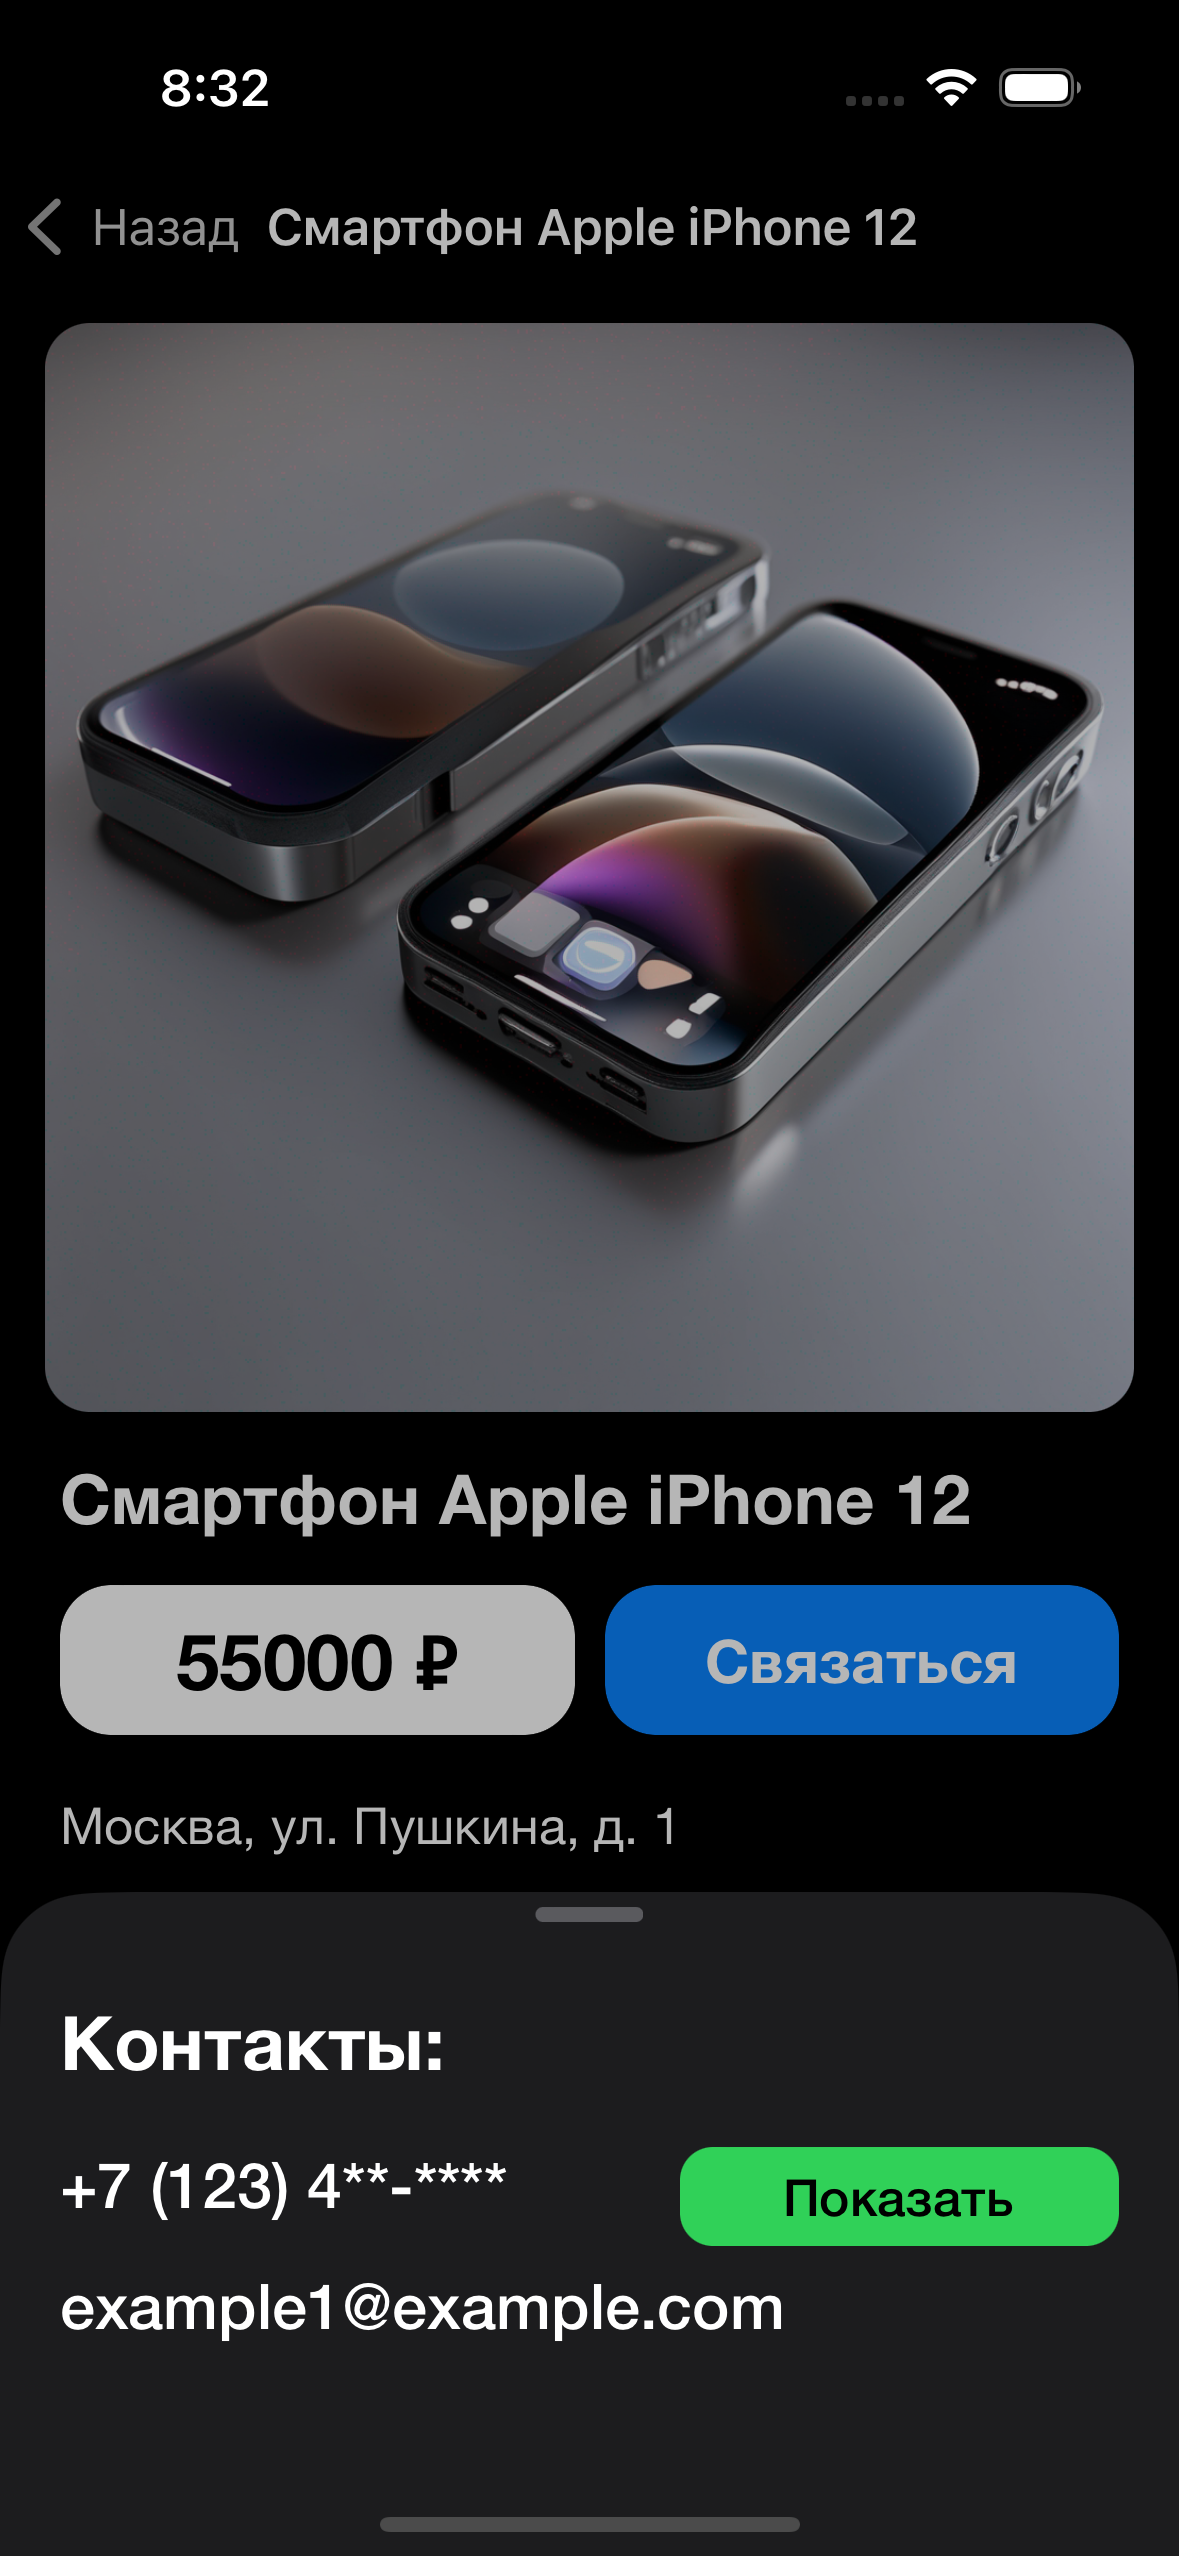 8:32
Назад Смартфон Apple iPhone 12
Смартфон Apple iPhone 12
55000 ₽ Связаться
Москва, ул. Пушкина, д. 1
Контакты:
+7 (123) 4**-**** Показать
example1@example.com